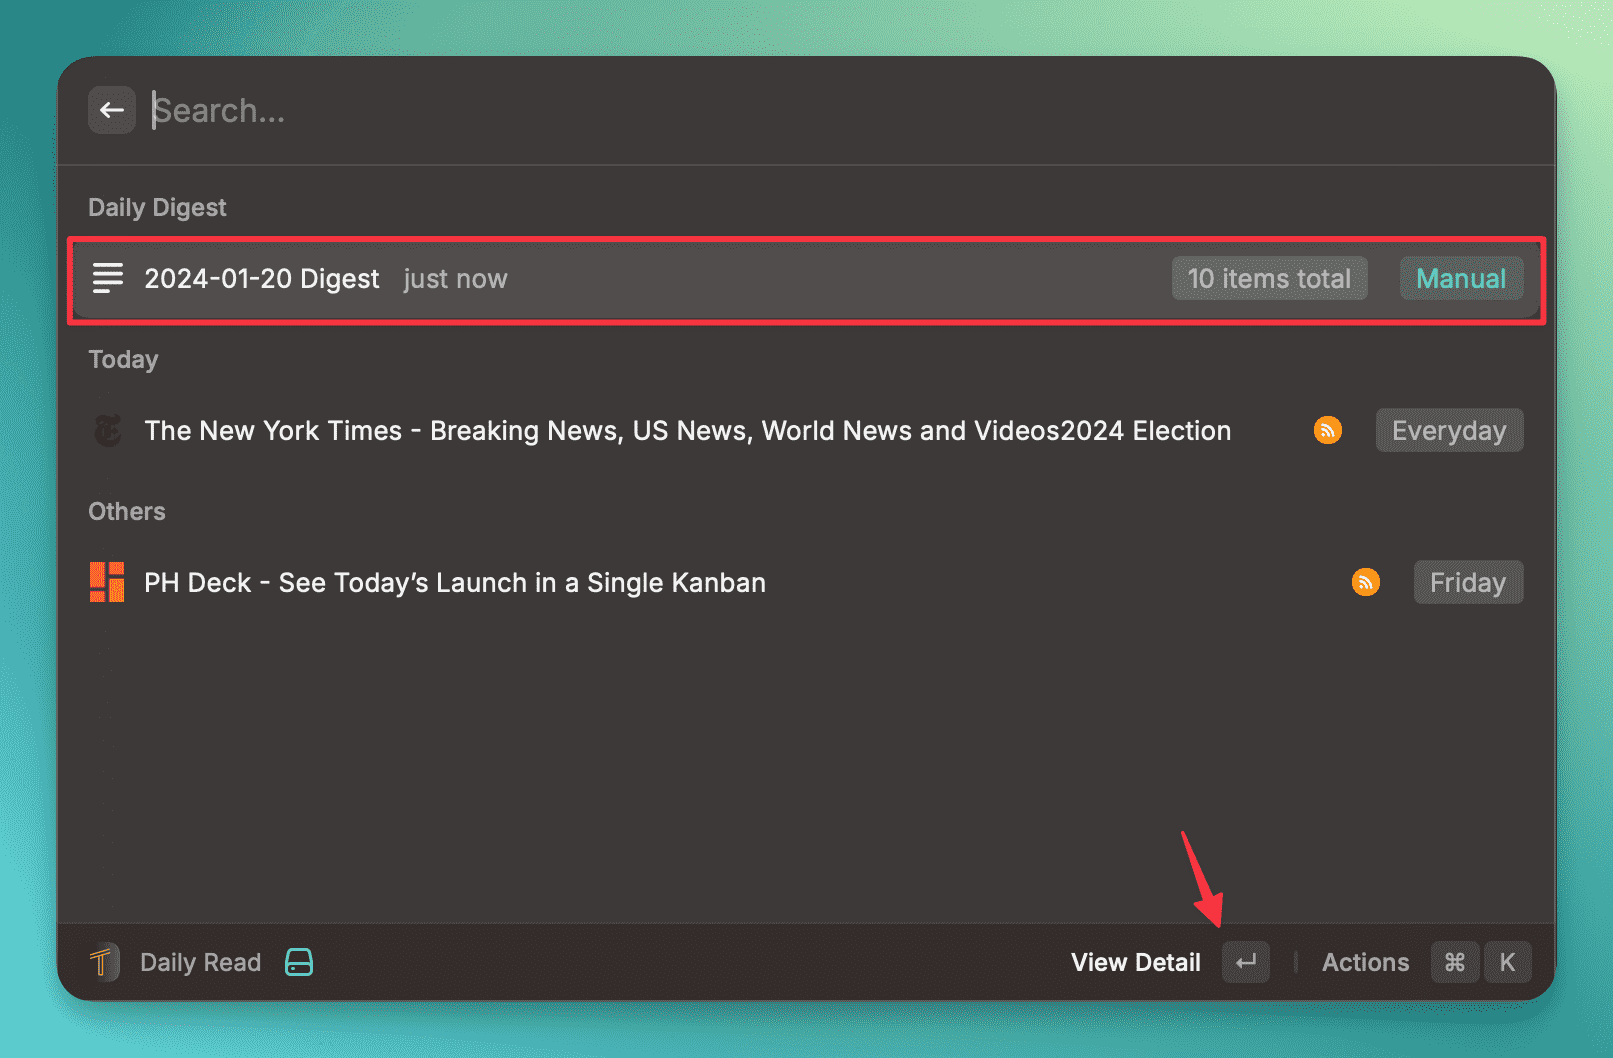 Search...
Daily Digest
2024-01-20 Digest just now 10 items total Manual
Today
The New York Times - Breaking News, US News, World News and Videos2024 Election Everyday
Others
PH Deck - See Today’s Launch in a Single Kanban Friday
Daily Read View Detail ↵ Actions ⌘ K